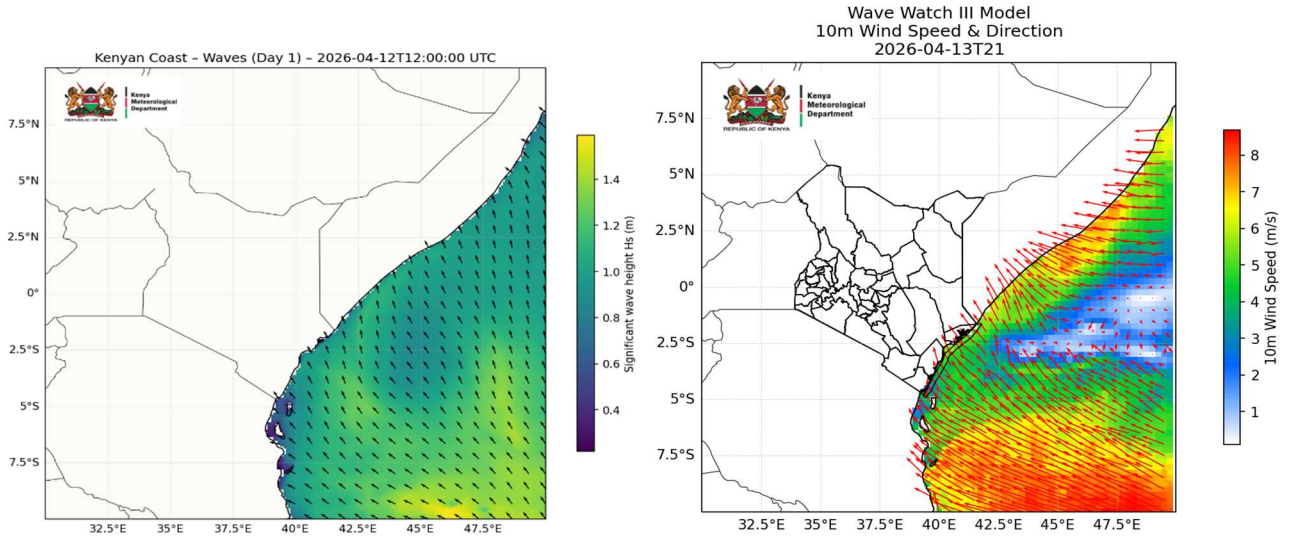 Kenyan Coast – Waves (Day 1) – 2026-04-12T12:00:00 UTC
Kenya
Meteorological
Department
REPUBLIC OF KENYA
7.5°N
5°N
2.5°N
0°
2.5°S
5°S
7.5°S
32.5°E 35°E 37.5°E 40°E 42.5°E 45°E 47.5°E
1.4
1.2
1.0
0.8
0.6
0.4
Significant wave height Hs (m)
Wave Watch III Model
10m Wind Speed & Direction
2026-04-13T21
Kenya
Meteorological
Department
REPUBLIC OF KENYA
7.5°N
5°N
2.5°N
0°
2.5°S
5°S
7.5°S
32.5°E 35°E 37.5°E 40°E 42.5°E 45°E 47.5°E
8
7
6
5
4
3
2
1
10m Wind Speed (m/s)